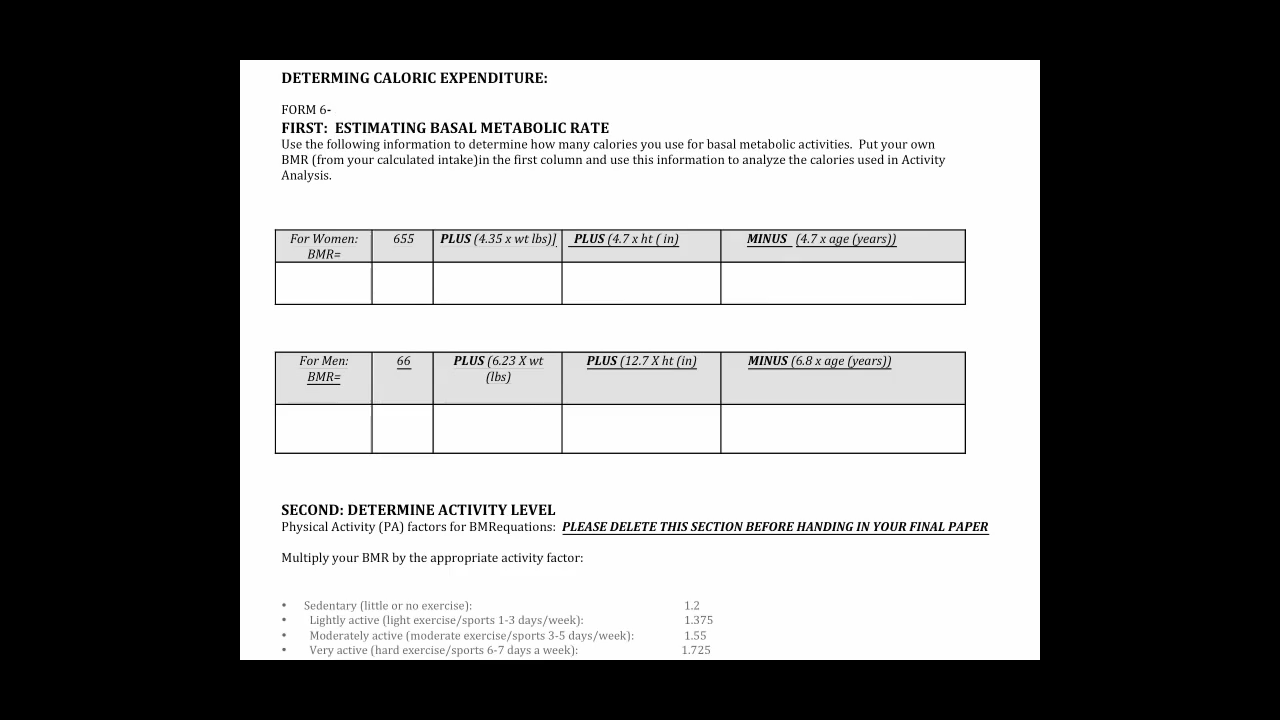 DETERMING CALORIC EXPENDITURE:
FORM 6-
FIRST:  ESTIMATING BASAL METABOLIC RATE
Use the following information to determine how many calories you use for basal metabolic activities.  Put your own
BMR (from your calculated intake)in the first column and use this information to analyze the calories used in Activity
Analysis.
For Women: 655 PLUS (4.35 x wt lbs)] PLUS (4.7 x ht ( in) MINUS (4.7 x age (years))
BMR=
For Men: 66 PLUS (6.23 X wt PLUS (12.7 X ht (in) MINUS (6.8 x age (years))
BMR= (lbs)
SECOND: DETERMINE ACTIVITY LEVEL
Physical Activity (PA) factors for BMRequations:  PLEASE DELETE THIS SECTION BEFORE HANDING IN YOUR FINAL PAPER
Multiply your BMR by the appropriate activity factor:
• Sedentary (little or no exercise): 1.2
• Lightly active (light exercise/sports 1-3 days/week): 1.375
• Moderately active (moderate exercise/sports 3-5 days/week): 1.55
• Very active (hard exercise/sports 6-7 days a week): 1.725